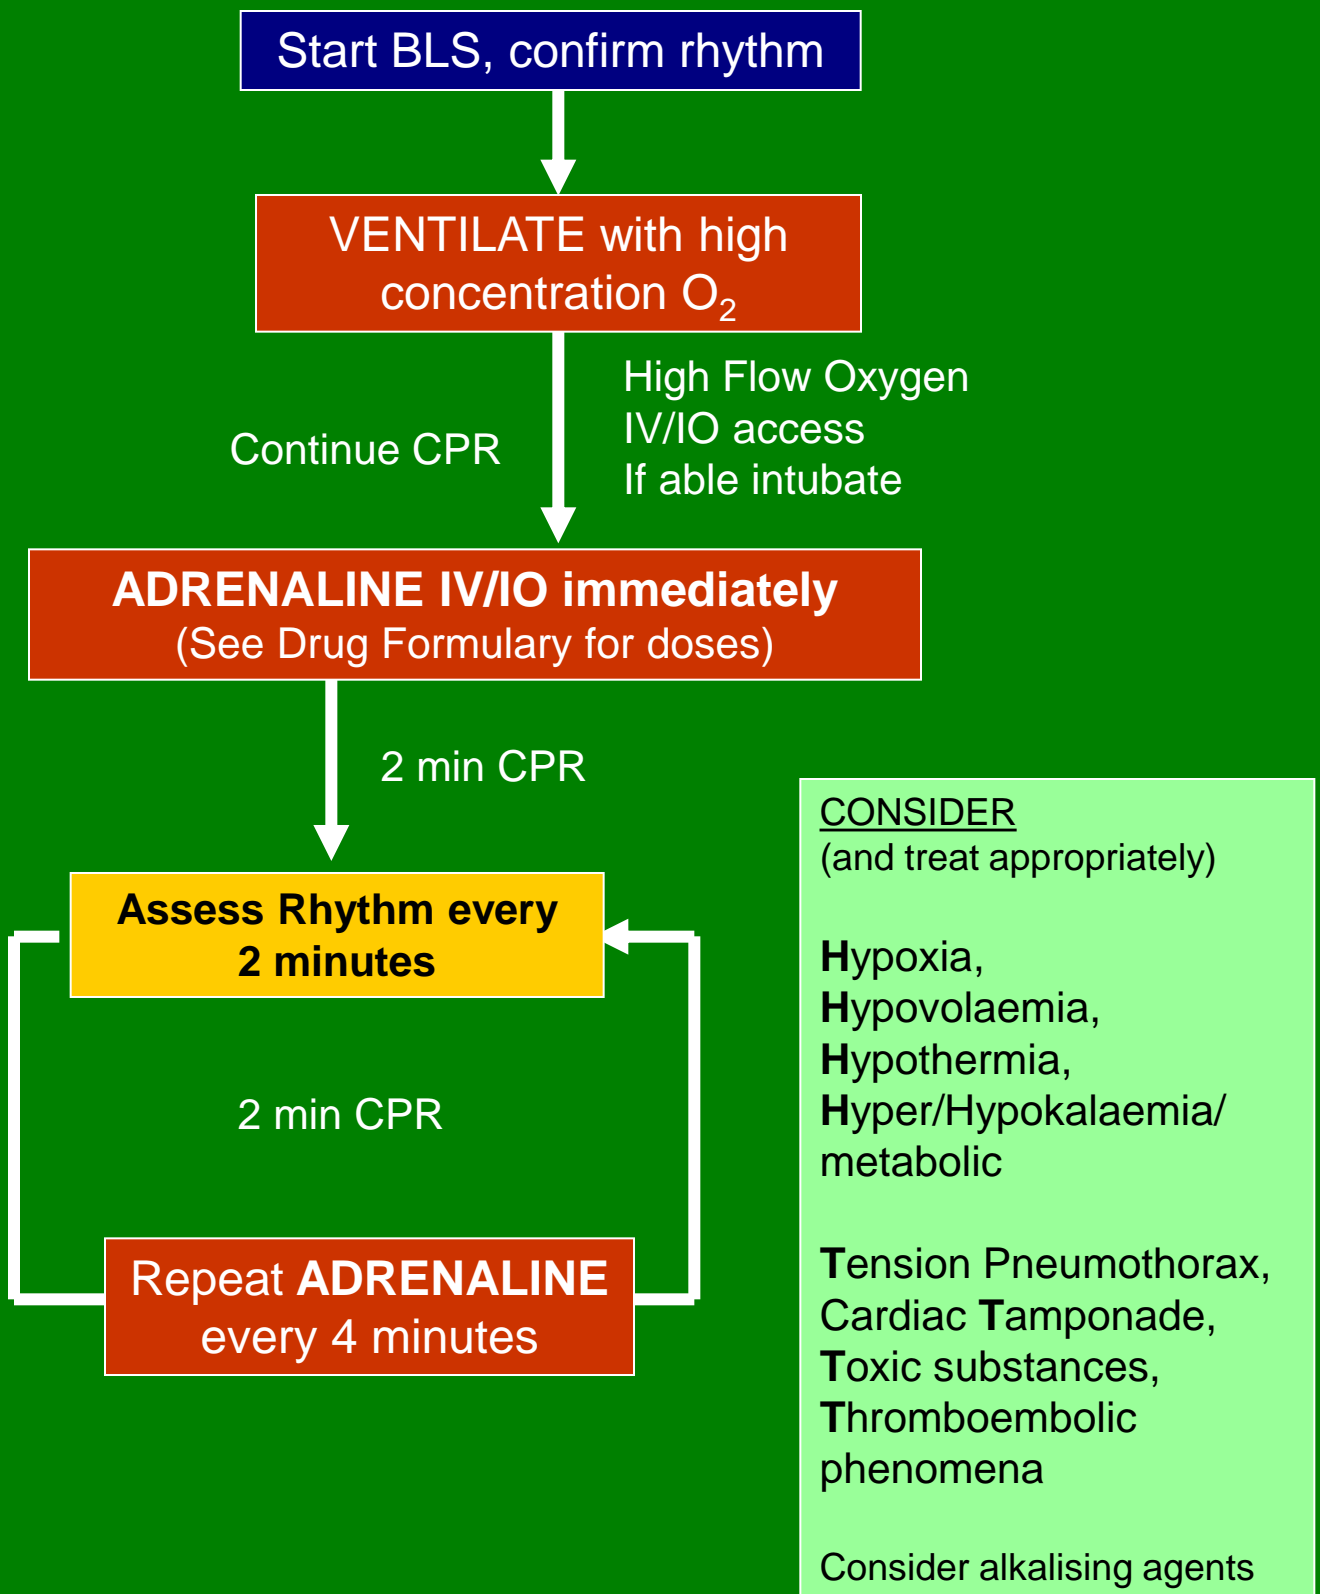 Start BLS, confirm rhythm
VENTILATE with high
concentration O₂
High Flow Oxygen
IV/IO access
If able intubate
Continue CPR
ADRENALINE IV/IO immediately
(See Drug Formulary for doses)
2 min CPR
Assess Rhythm every
2 minutes
2 min CPR
Repeat ADRENALINE
every 4 minutes
CONSIDER
(and treat appropriately)
Hypoxia,
Hypovolaemia,
Hypothermia,
Hyper/Hypokalaemia/
metabolic
Tension Pneumothorax,
Cardiac Tamponade,
Toxic substances,
Thromboembolic
phenomena
Consider alkalising agents